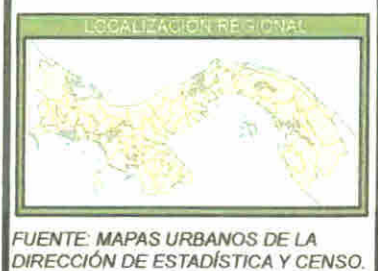 LOCALIZACIÓN REGIONAL
FUENTE: MAPAS URBANOS DE LA
DIRECCIÓN DE ESTADÍSTICA Y CENSO.